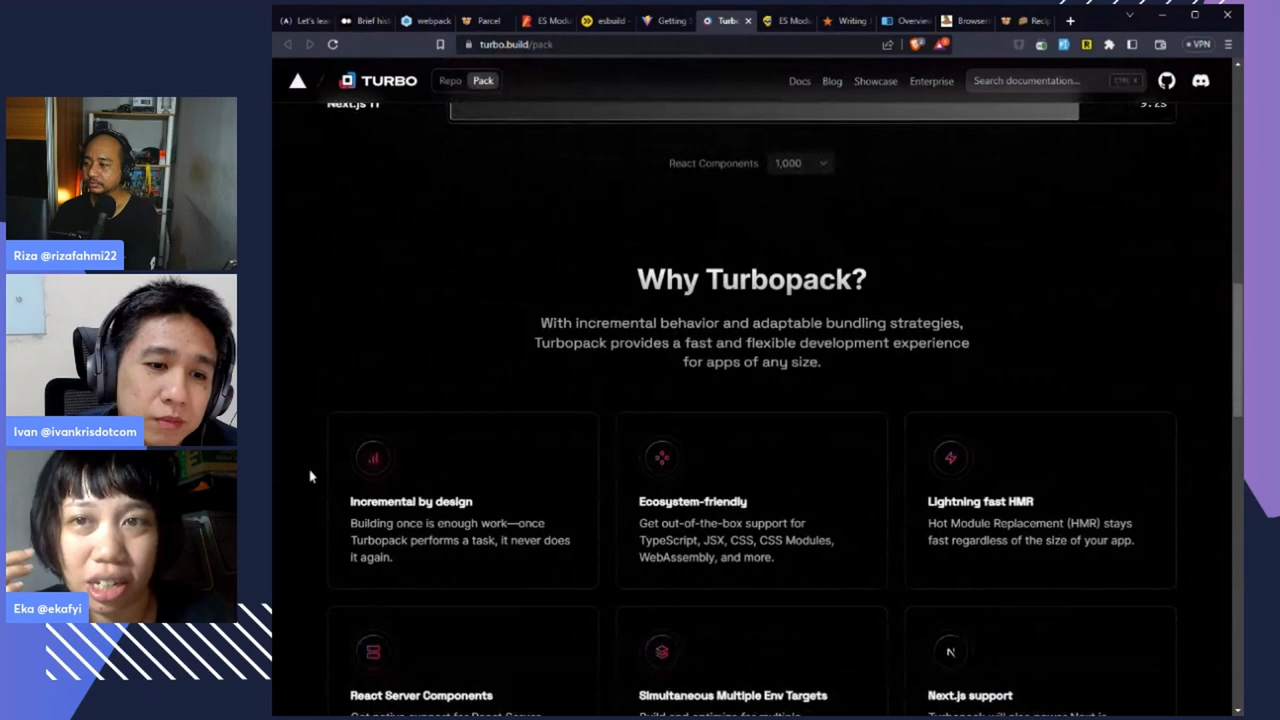 Let's lea
Brief hist
webpack
Parcel
ES Modu
esbuild -
Getting S
Turbo
ES Modu
Writing
Overview
Browser
Recip
turbo.build/pack
VPN
TURBO
Repo
Pack
Docs
Blog
Showcase
Enterprise
Search documentation...
CTRL K
Next.js 11
9.2s
React Components
1,000
Why Turbopack?
With incremental behavior and adaptable bundling strategies,
Turbopack provides a fast and flexible development experience
for apps of any size.
Incremental by design
Building once is enough work—once
Turbopack performs a task, it never does
it again.
Ecosystem-friendly
Get out-of-the-box support for
TypeScript, JSX, CSS, CSS Modules,
WebAssembly, and more.
Lightning fast HMR
Hot Module Replacement (HMR) stays
fast regardless of the size of your app.
React Server Components
Simultaneous Multiple Env Targets
Next.js support
Riza @rizafahmi22
Ivan @ivankrisdotcom
Eka @ekafyi